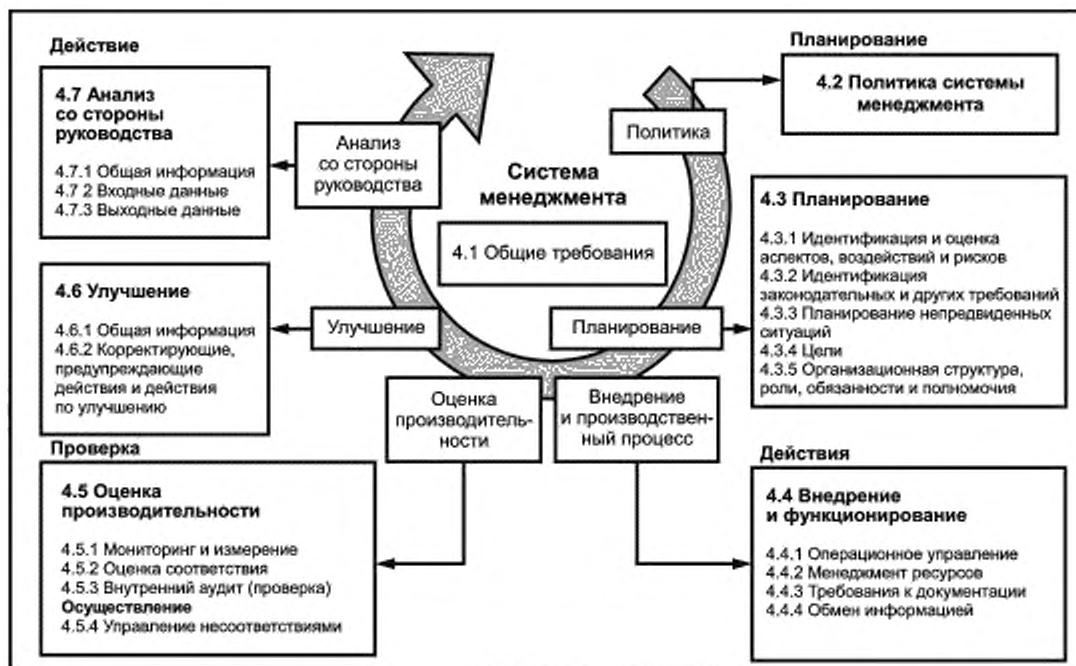 Действие
4.7 Анализ
со стороны
руководства
4.7.1 Общая информация
4.7 2 Входные данные
4.7.3 Выходные данные
4.6 Улучшение
4.6.1 Общая информация
4.6.2 Корректирующие,
предупреждающие
действия и действия
по улучшению
Проверка
4.5 Оценка
производительности
4.5.1 Мониторинг и измерение
4.5.2 Оценка соответствия
4.5.3 Внутренний аудит (проверка)
Осуществление
4.5.4 Управление несоответствиями
Анализ
со стороны
руководства
Улучшение
Оценка
производитель-
ности
Система
менеджмента
4.1 Общие требования
Политика
Планирование
Внедрение
и производствен-
ный процесс
Планирование
4.2 Политика системы
менеджмента
4.3 Планирование
4.3.1 Идентификация и оценка
аспектов, воздействий и рисков
4.3.2 Идентификация
законодательных и других требований
4.3.3 Планирование непредвиденных
ситуаций
4.3.4 Цели
4.3.5 Организационная структура,
роли, обязанности и полномочия
Действия
4.4 Внедрение
и функционирование
4.4.1 Операционное управление
4.4.2 Менеджмент ресурсов
4.4.3 Требования к документации
4.4.4 Обмен информацией